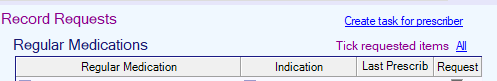 Record Requests
Create task for prescriber
Regular Medications
Tick requested items All
Regular Medication Indication Last Prescrib Request